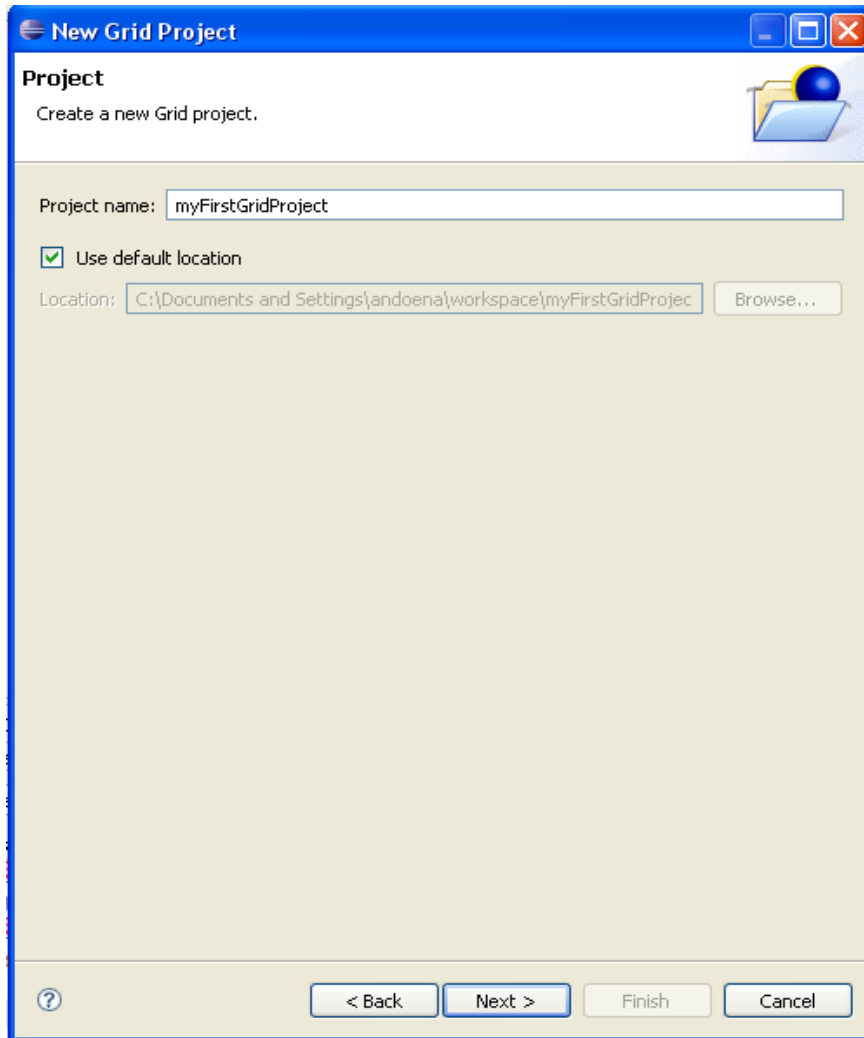 New Grid Project
Project
Create a new Grid project.
Project name: myFirstGridProject
Use default location
Location: C:\Documents and Settings\andoena\workspace\myFirstGridProjec Browse...
? < Back Next > Finish Cancel